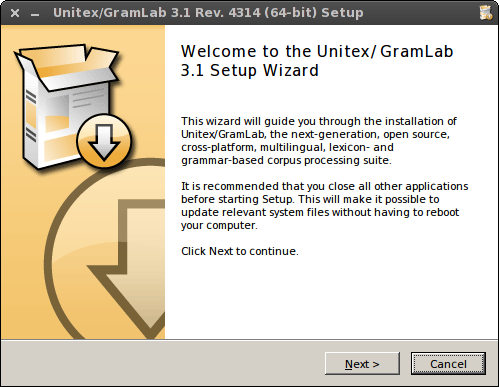 Unitex/GramLab 3.1 Rev. 4314 (64-bit) Setup
Welcome to the Unitex/GramLab
3.1 Setup Wizard
This wizard will guide you through the installation of
Unitex/GramLab, the next-generation, open source,
cross-platform, multilingual, lexicon- and
grammar-based corpus processing suite.
It is recommended that you close all other applications
before starting Setup. This will make it possible to
update relevant system files without having to reboot
your computer.
Click Next to continue.
Next >
Cancel